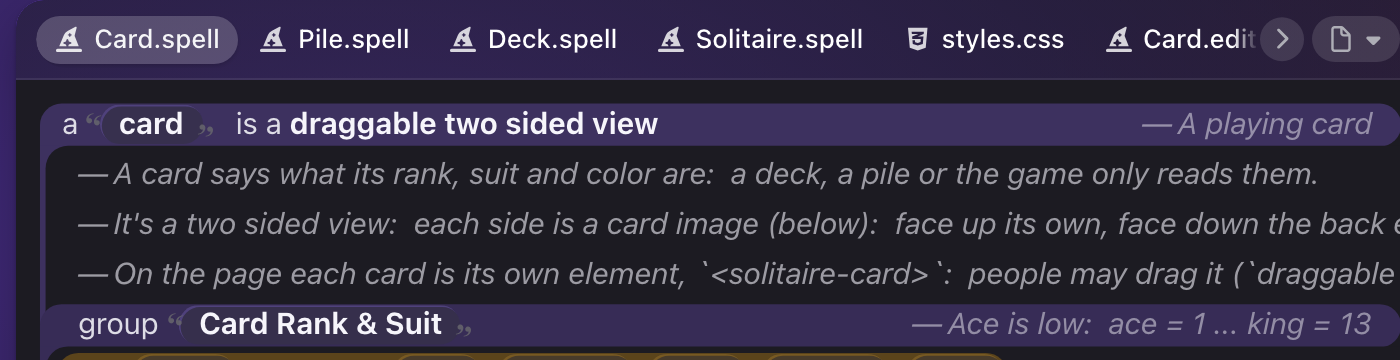 Card.spell Pile.spell Deck.spell Solitaire.spell styles.css Card.edit
a “ card ” is a draggable two sided view — A playing card
— A card says what its rank, suit and color are: a deck, a pile or the game only reads them.
— It's a two sided view: each side is a card image (below): face up its own, face down the back
— On the page each card is its own element, `<solitaire-card>`: people may drag it (`draggable
group “ Card Rank & Suit ” — Ace is low: ace = 1 ... king = 13